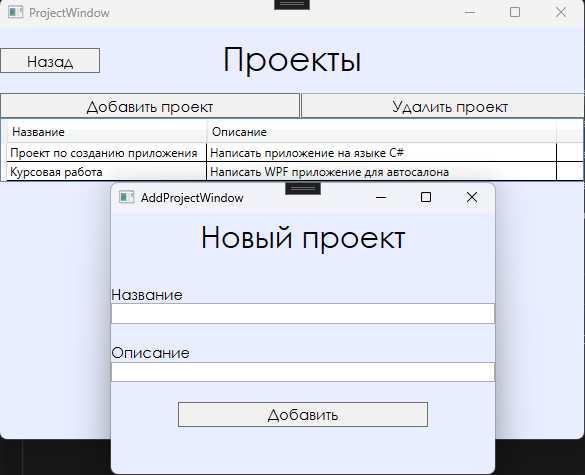 ProjectWindow
Назад
Проекты
Добавить проект Удалить проект
Название Описание
Проект по созданию приложения Написать приложение на языке C#
Курсовая работа Написать WPF приложение для автосалона
AddProjectWindow
Новый проект
Название
Описание
Добавить